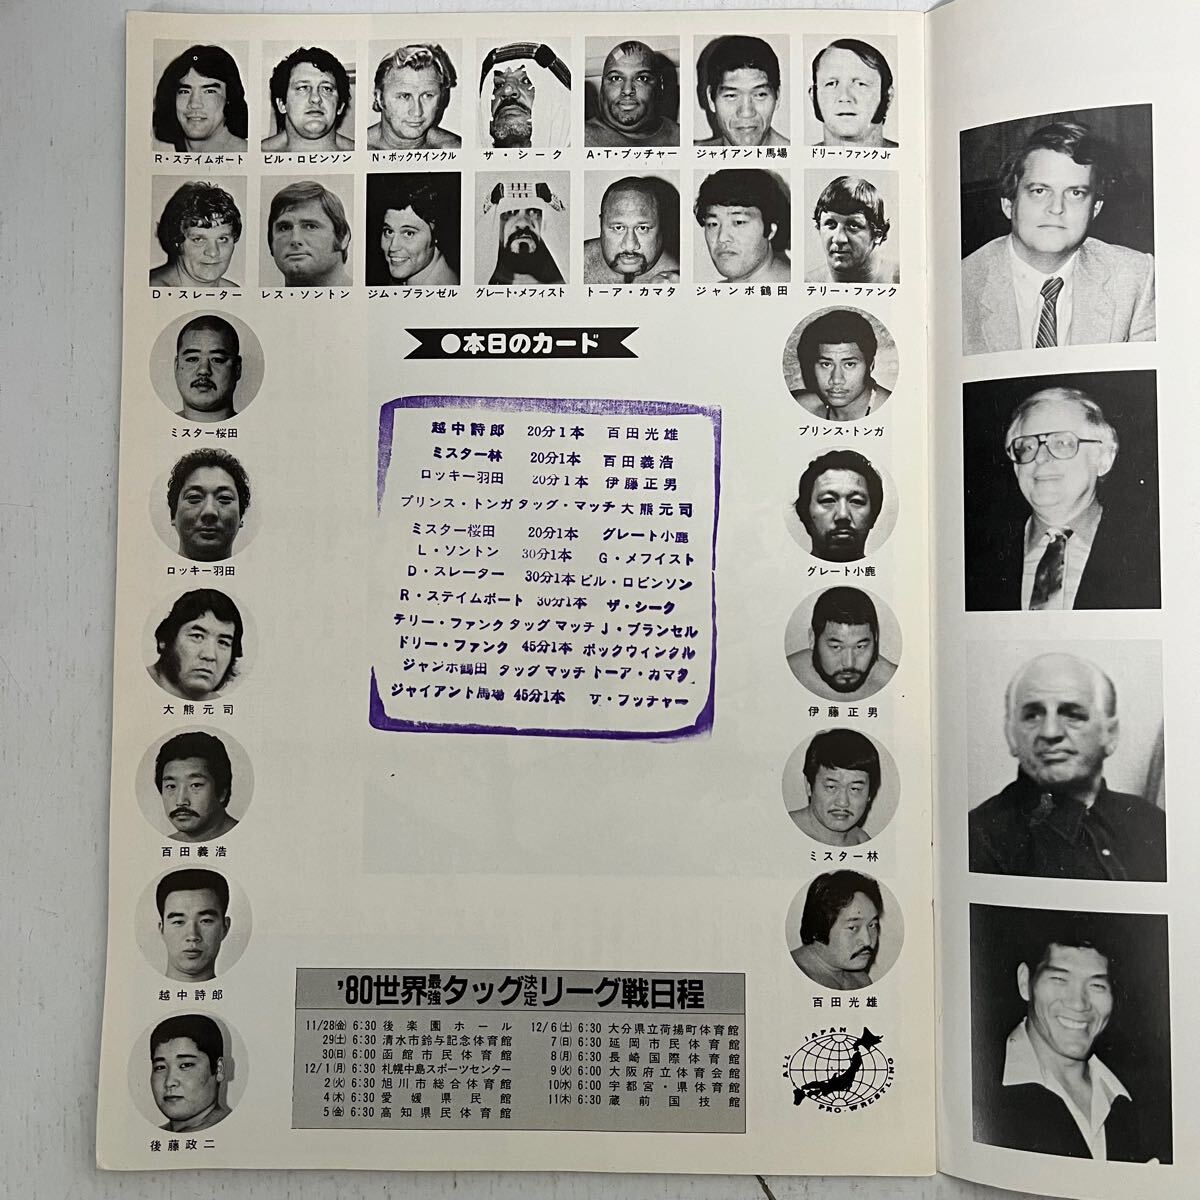 R・ステイムボート
ビル・ロビンソン
N・ボックウインクル
ザ・シーク
A・T・ブッチャー
ジャイアント馬場
ドリー・ファンクJr
D・スレーター
レス・ソントン
ジム・ブランゼル
グレート・メフィスト
トーア・カマタ
ジャンボ鶴田
テリー・ファンク
●本日のカード
ミスター桜田
ロッキー羽田
大熊元司
百田義浩
越中詩郎
後藤政二
越中詩郎 20分1本 百田光雄
ミスター林 20分1本 百田義浩
ロッキー羽田 20分1本 伊藤正男
プリンス・トンガ タッグ・マッチ 大熊元司
ミスター桜田 20分1本 グレート小鹿
L・ソントン 30分1本 G・メフイスト
D・スレーター 30分1本 ビル・ロビンソン
R・ステイムボート 30分1本 ザ・シーク
テリー・ファンク タッグ マッチ J・ブランゼル
ドリー・ファンク 45分1本 ボックウィンクル
ジャンボ鶴田 タッグ マッチ トーア・カマタ
ジャイアント馬場 45分1本 ザ・ブッチャー
プリンス・トンガ
グレート小鹿
伊藤正男
ミスター林
百田光雄
'80世界最強タッグ決定リーグ戦日程
11/28㊎ 6:30 後楽園ホール
29㊏ 6:30 清水市鈴与記念体育館
30㊐ 6:00 函館市民体育館
12/1㊊ 6:30 札幌中島スポーツセンター
2㊋ 6:30 旭川市総合体育館
4㊍ 6:30 愛媛県民館
5㊎ 6:30 高知県民体育館
12/6㊏ 6:30 大分県立荷揚町体育館
7㊐ 6:30 延岡市民体育館
8㊊ 6:30 長崎国際体育館
9㊋ 6:00 大阪府立体育会館
10㊌ 6:00 宇都宮・県体育館
11㊍ 6:30 蔵前国技館
ALL JAPAN
PRO-WRESTLING